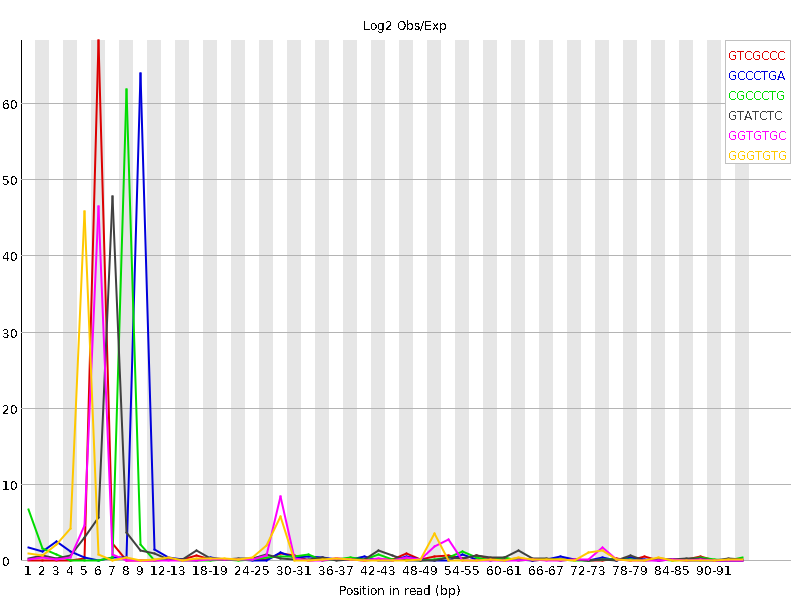 Log2 Obs/Exp
GTCGCCC
GCCCTGA
CGCCCTG
GTATCTC
GGTGTGC
GGGTGTG
60
50
40
30
20
10
0
1 2 3 4 5 6 7 8 9 12-13 18-19 24-25 30-31 36-37 42-43 48-49 54-55 60-61 66-67 72-73 78-79 84-85 90-91
Position in read (bp)